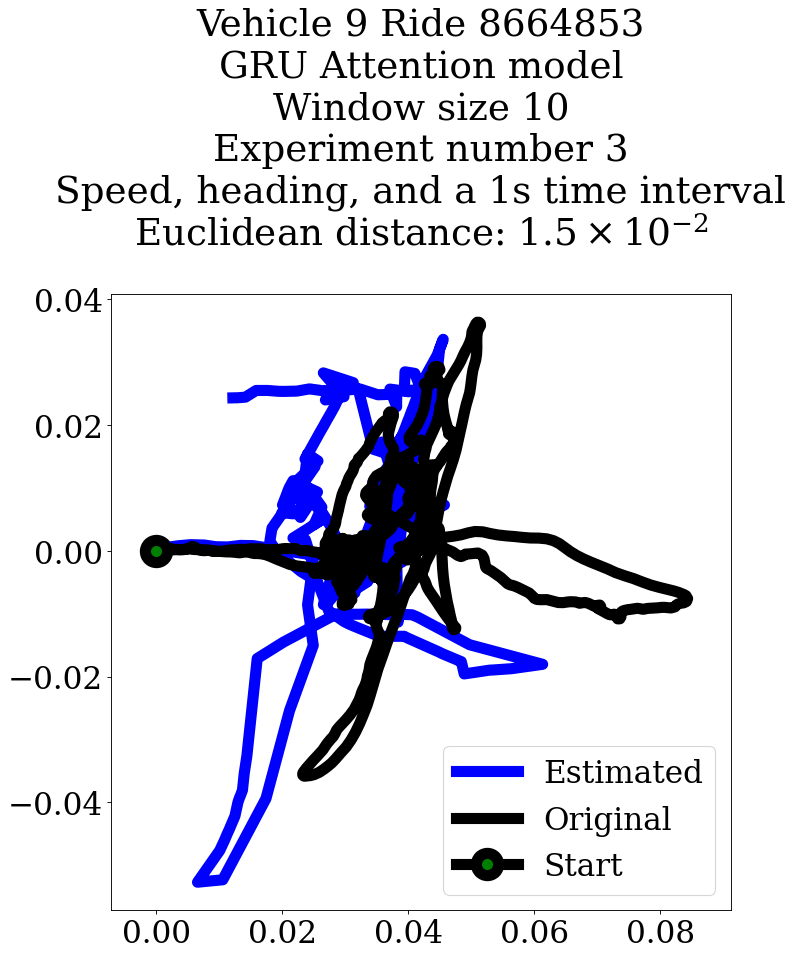 Vehicle 9 Ride 8664853
GRU Attention model
Window size 10
Experiment number 3
Speed, heading, and a 1s time interval
Euclidean distance: 1.5 × 10⁻²
0.04
0.02
0.00
−0.02
−0.04
Estimated
Original
Start
0.00 0.02 0.04 0.06 0.08